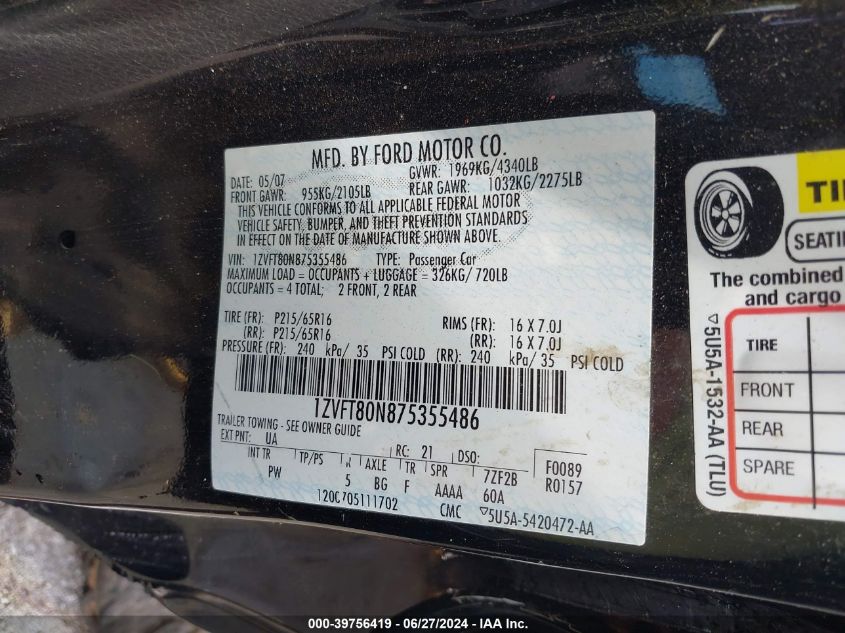 MFD. BY FORD MOTOR CO.
DATE: 05/07 GVWR: 1969KG/4340LB
FRONT GAWR: 955KG/2105LB REAR GAWR: 1032KG/2275LB
THIS VEHICLE CONFORMS TO ALL APPLICABLE FEDERAL MOTOR
VEHICLE SAFETY, BUMPER, AND THEFT PREVENTION STANDARDS
IN EFFECT ON THE DATE OF MANUFACTURE SHOWN ABOVE.
VIN: 1ZVFT80N875355486 TYPE: Passenger Car
MAXIMUM LOAD = OCCUPANTS + LUGGAGE = 326KG/ 720LB
OCCUPANTS = 4 TOTAL; 2 FRONT, 2 REAR
TIRE (FR): P215/65R16 RIMS (FR): 16 X 7.0J
(RR): P215/65R16 (RR): 16 X 7.0J
PRESSURE (FR): 240 kPa/ 35 PSI COLD (RR): 240 kPa/ 35 PSI COLD
1ZVFT80N875355486
TRAILER TOWING - SEE OWNER GUIDE
EXT PNT: UA RC: 21 DSO:
INT TR TP/PS R AXLE TR SPR 7ZF2B F0089
PW 5 BG F AAAA 60A R0157
120C705111702 CMC ▽5U5A-5420472-AA
TI
SEATI
The combined
and cargo
TIRE
FRONT
REAR
SPARE
▽5U5A-1532-AA (TLU)
000-39756419 - 06/27/2024 - IAA Inc.